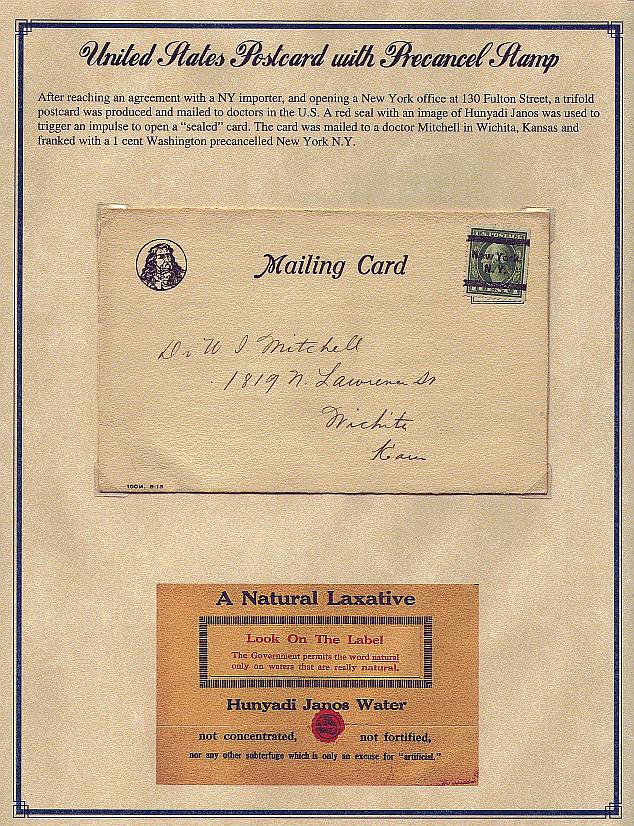 United States Postcard with Precancel Stamp
After reaching an agreement with a NY importer, and opening a New York office at 130 Fulton Street, a trifold
postcard was produced and mailed to doctors in the U.S. A red seal with an image of Hunyadi Janos was used to
trigger an impulse to open a "sealed" card. The card was mailed to a doctor Mitchell in Wichita, Kansas and
franked with a 1 cent Washington precancelled New York N.Y.
Mailing Card
U.S. POSTAGE
New York
N.Y.
Dr W J Mitchell
1819 N. Lawrence St
Wichita
Kans
100M. 8-13
A Natural Laxative
Look On The Label
The Government permits the word natural
only on waters that are really natural.
Hunyadi Janos Water
not concentrated, not fortified,
nor any other subterfuge which is only an excuse for "artificial."